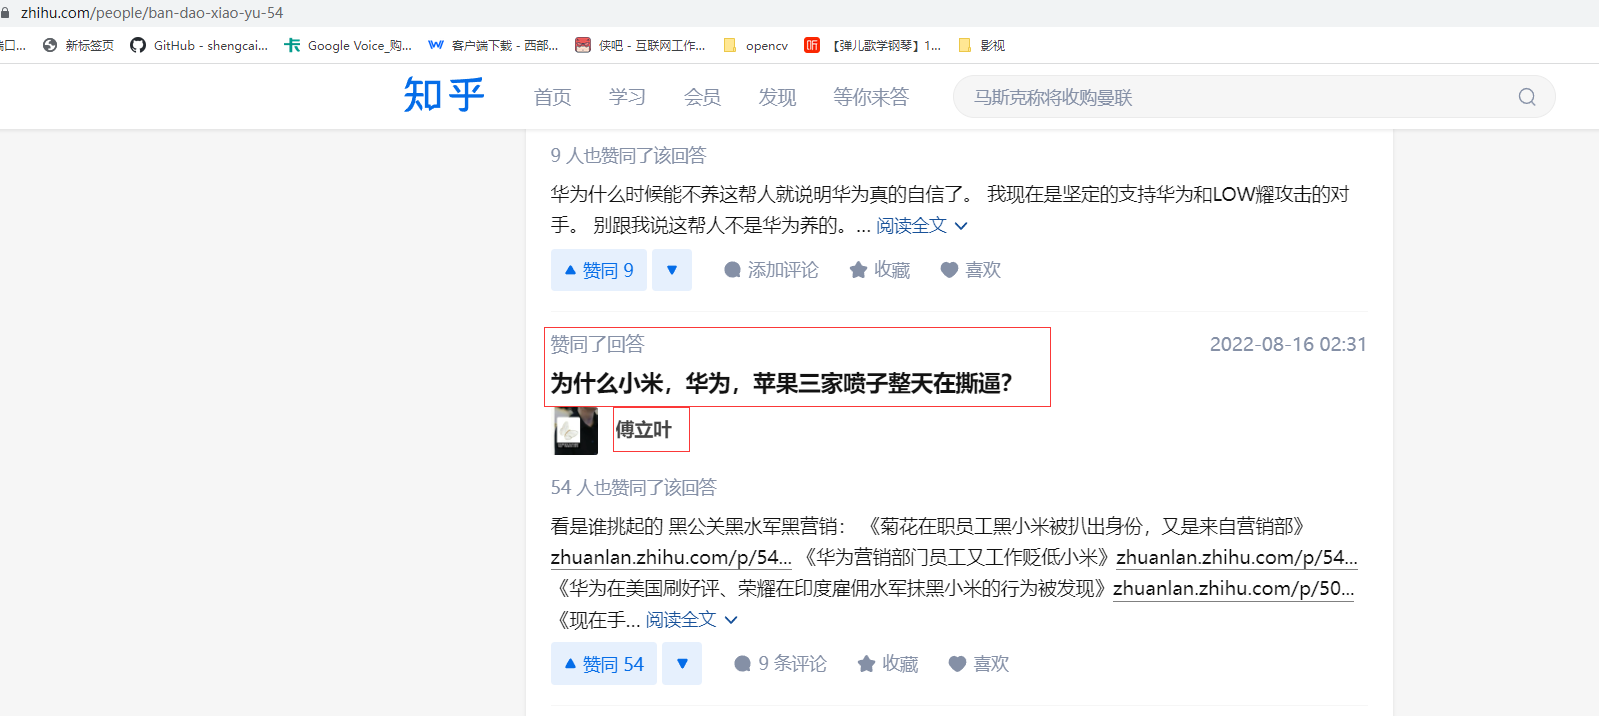 zhihu.com/people/ban-dao-xiao-yu-54
口... 新标签页 GitHub - shengcai... Google Voice_购... 客户端下载 - 西部... 侠吧 - 互联网工作... opencv 【弹儿歌学钢琴】1... 影视
知乎 首页 学习 会员 发现 等你来答 马斯克称将收购曼联
9 人也赞同了该回答
华为什么时候能不养这帮人就说明华为真的自信了。 我现在是坚定的支持华为和LOW耀攻击的对
手。 别跟我说这帮人不是华为养的。... 阅读全文
赞同 9 添加评论 收藏 喜欢
赞同了回答 2022-08-16 02:31
为什么小米，华为，苹果三家喷子整天在撕逼？
傅立叶
54 人也赞同了该回答
看是谁挑起的 黑公关黑水军黑营销： 《菊花在职员工黑小米被扒出身份，又是来自营销部》
zhuanlan.zhihu.com/p/54... 《华为营销部门员工又工作贬低小米》zhuanlan.zhihu.com/p/54...
《华为在美国刷好评、荣耀在印度雇佣水军抹黑小米的行为被发现》zhuanlan.zhihu.com/p/50...
《现在手... 阅读全文
赞同 54 9 条评论 收藏 喜欢